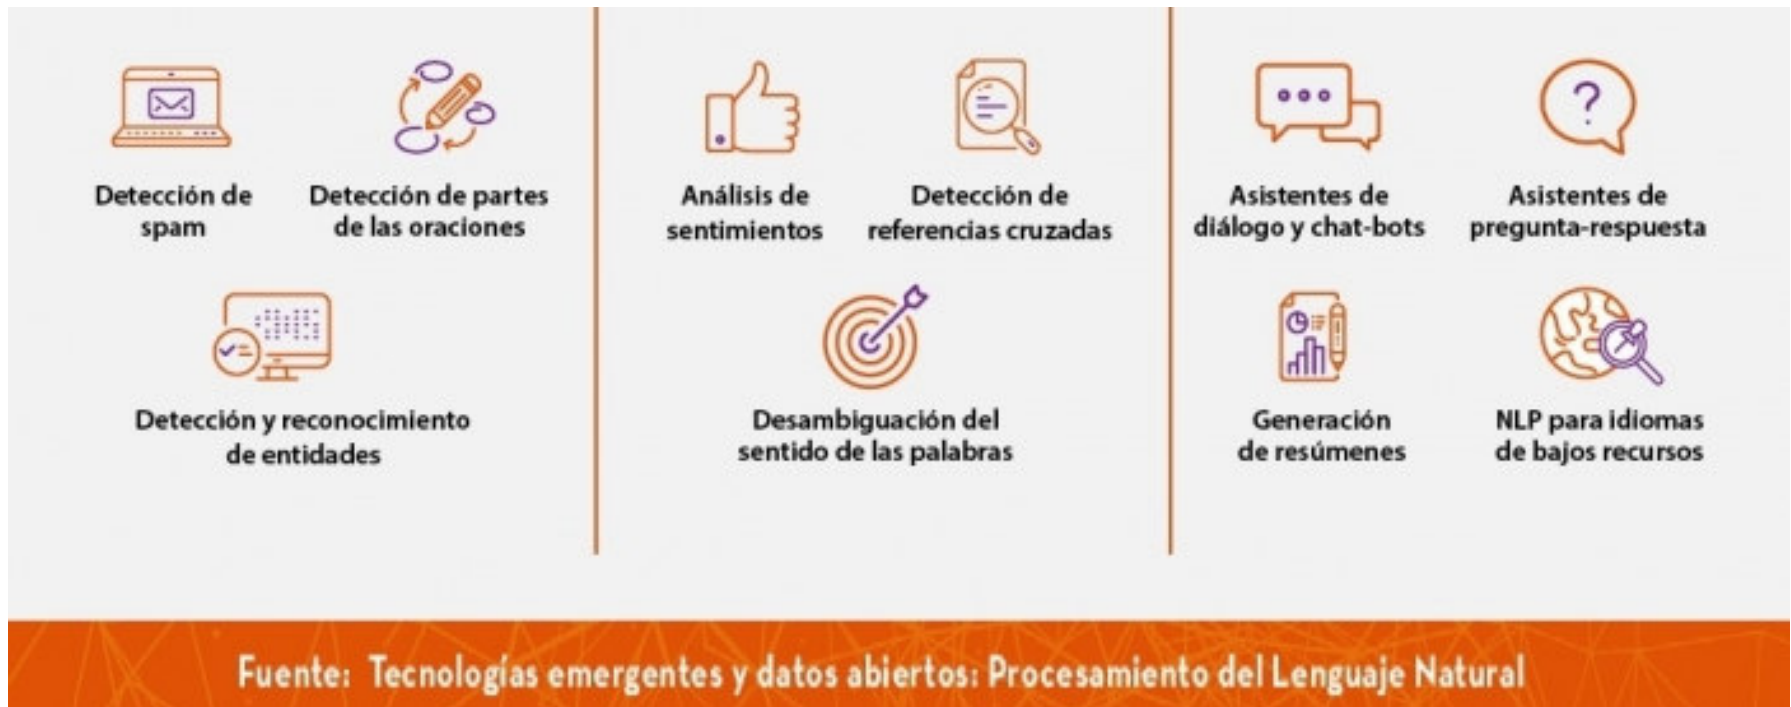 Detección de
spam
Detección de partes
de las oraciones
Detección y reconocimiento
de entidades
Análisis de
sentimientos
Detección de
referencias cruzadas
Desambiguación del
sentido de las palabras
Asistentes de
diálogo y chat-bots
Asistentes de
pregunta-respuesta
Generación
de resúmenes
NLP para idiomas
de bajos recursos
Fuente: Tecnologías emergentes y datos abiertos: Procesamiento del Lenguaje Natural